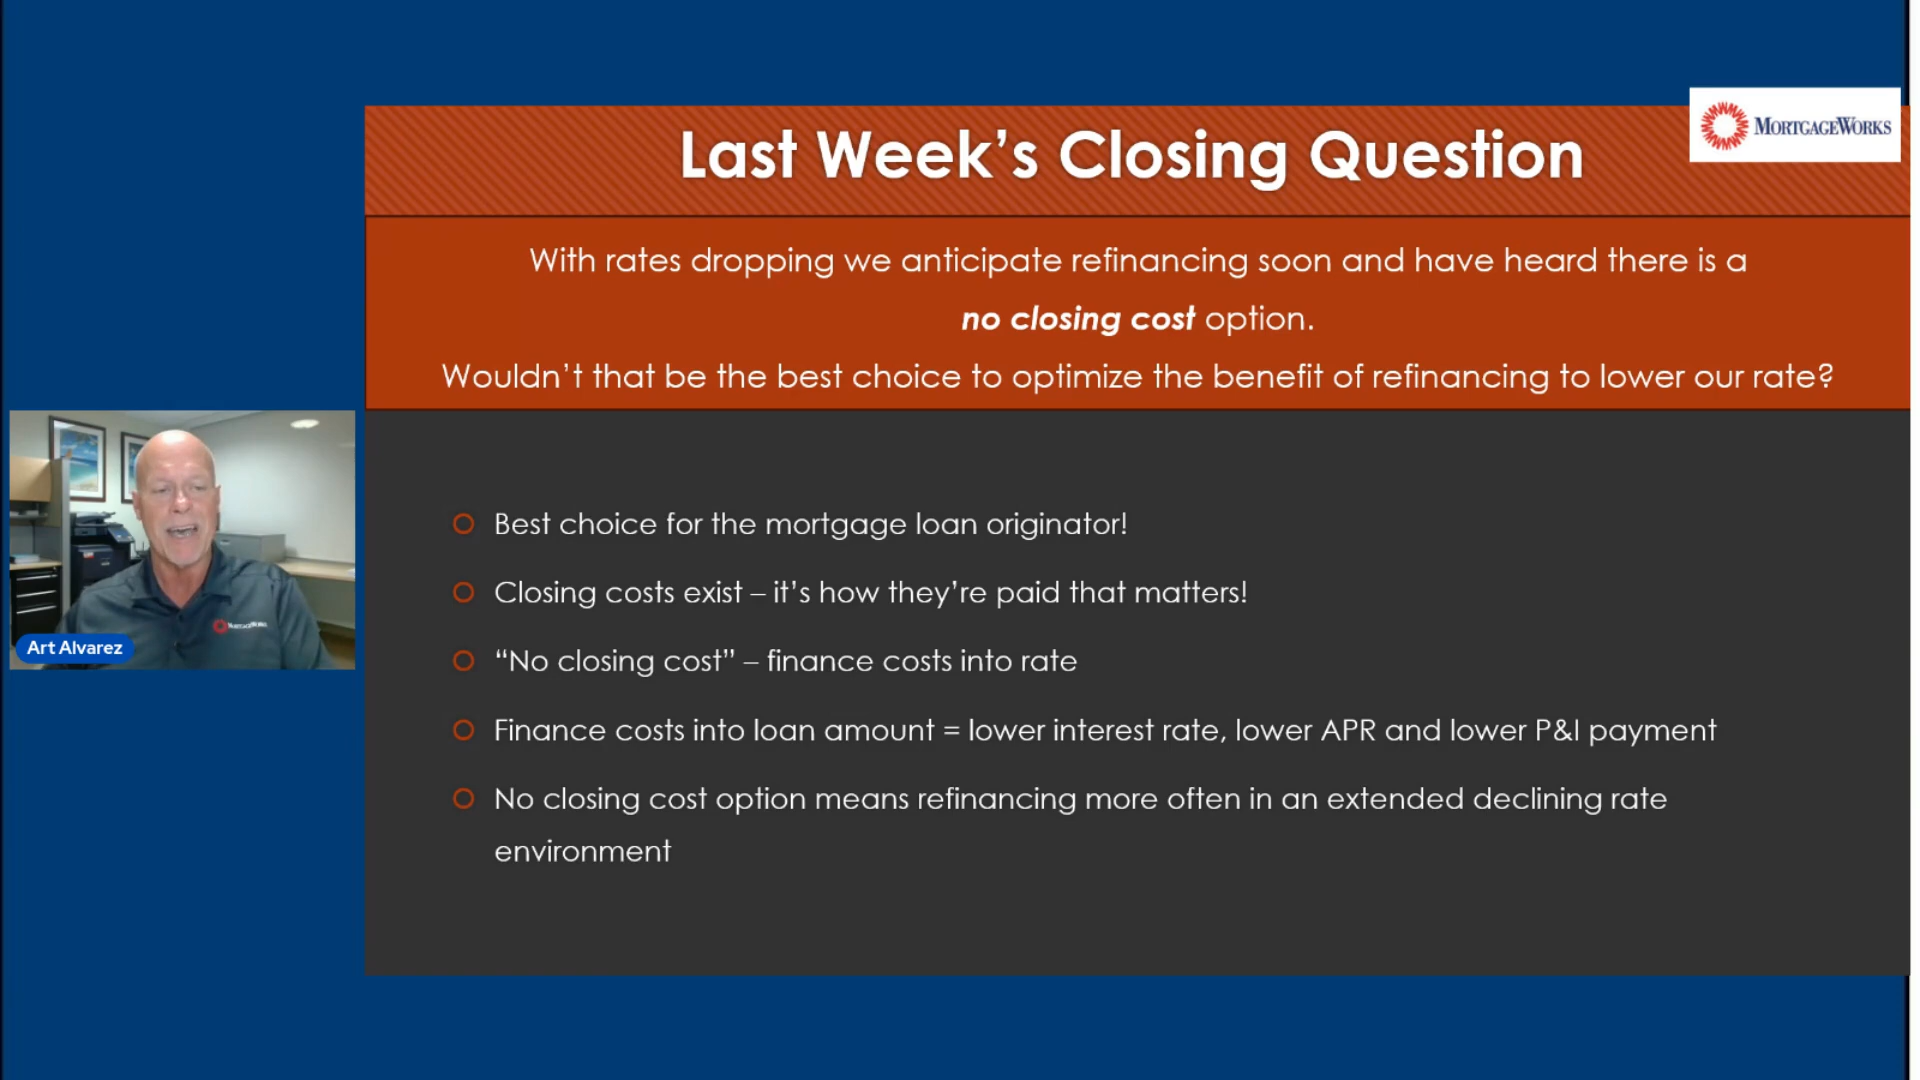 MORTGAGEWORKS
Last Week’s Closing Question
With rates dropping we anticipate refinancing soon and have heard there is a
no closing cost option.
Wouldn’t that be the best choice to optimize the benefit of refinancing to lower our rate?
Best choice for the mortgage loan originator!
Closing costs exist – it’s how they’re paid that matters!
“No closing cost” – finance costs into rate
Finance costs into loan amount = lower interest rate, lower APR and lower P&I payment
No closing cost option means refinancing more often in an extended declining rate
environment
MORTGAGEWORKS
Art Alvarez